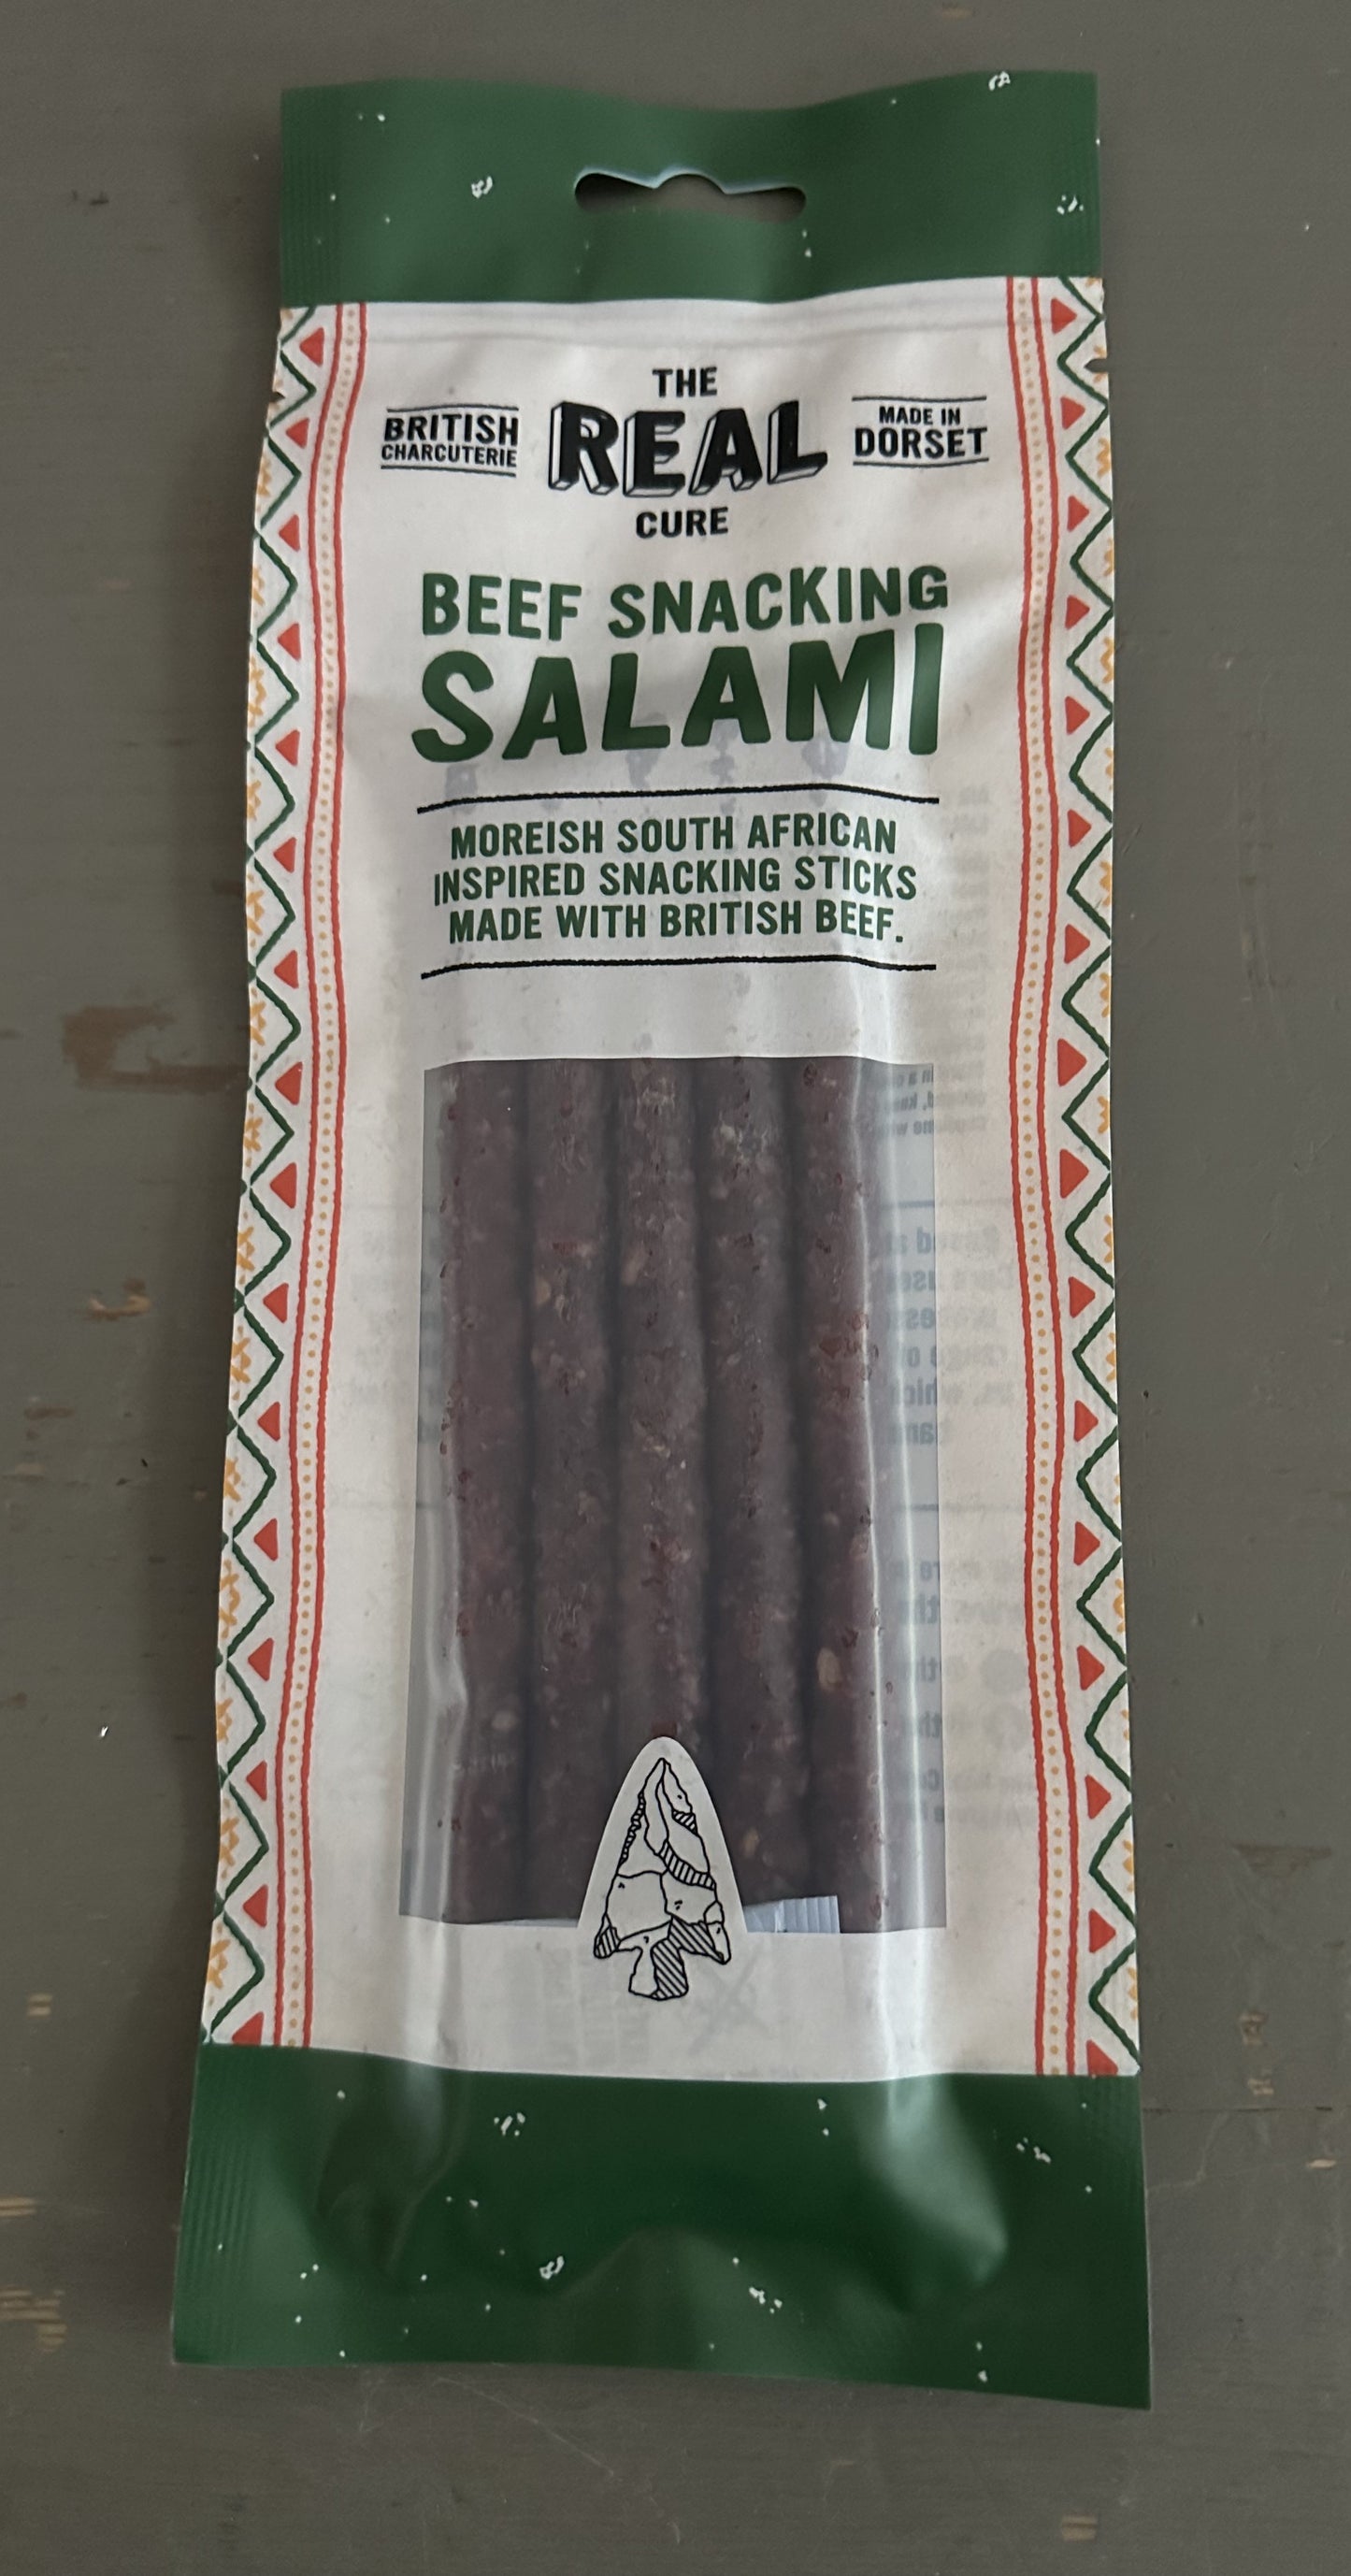 THE
REAL
CURE
BRITISH
CHARCUTERIE
MADE IN
DORSET
BEEF SNACKING
SALAMI
MOREISH SOUTH AFRICAN
INSPIRED SNACKING STICKS
MADE WITH BRITISH BEEF.